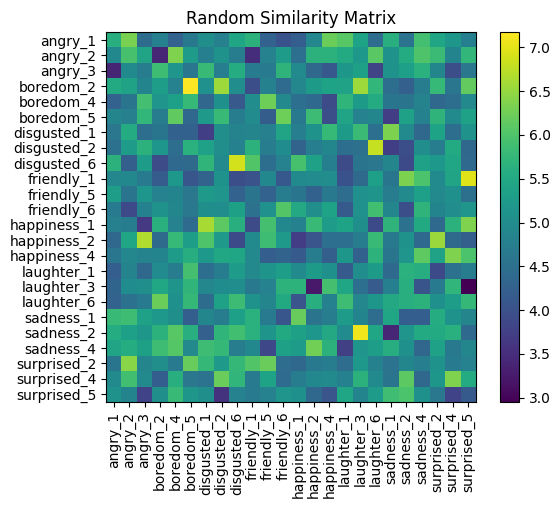 Random Similarity Matrix
angry_1
angry_2
angry_3
boredom_2
boredom_4
boredom_5
disgusted_1
disgusted_2
disgusted_6
friendly_1
friendly_5
friendly_6
happiness_1
happiness_2
happiness_4
laughter_1
laughter_3
laughter_6
sadness_1
sadness_2
sadness_4
surprised_2
surprised_4
surprised_5
angry_1
angry_2
angry_3
boredom_2
boredom_4
boredom_5
disgusted_1
disgusted_2
disgusted_6
friendly_1
friendly_5
friendly_6
happiness_1
happiness_2
happiness_4
laughter_1
laughter_3
laughter_6
sadness_1
sadness_2
sadness_4
surprised_2
surprised_4
surprised_5
7.0
6.5
6.0
5.5
5.0
4.5
4.0
3.5
3.0